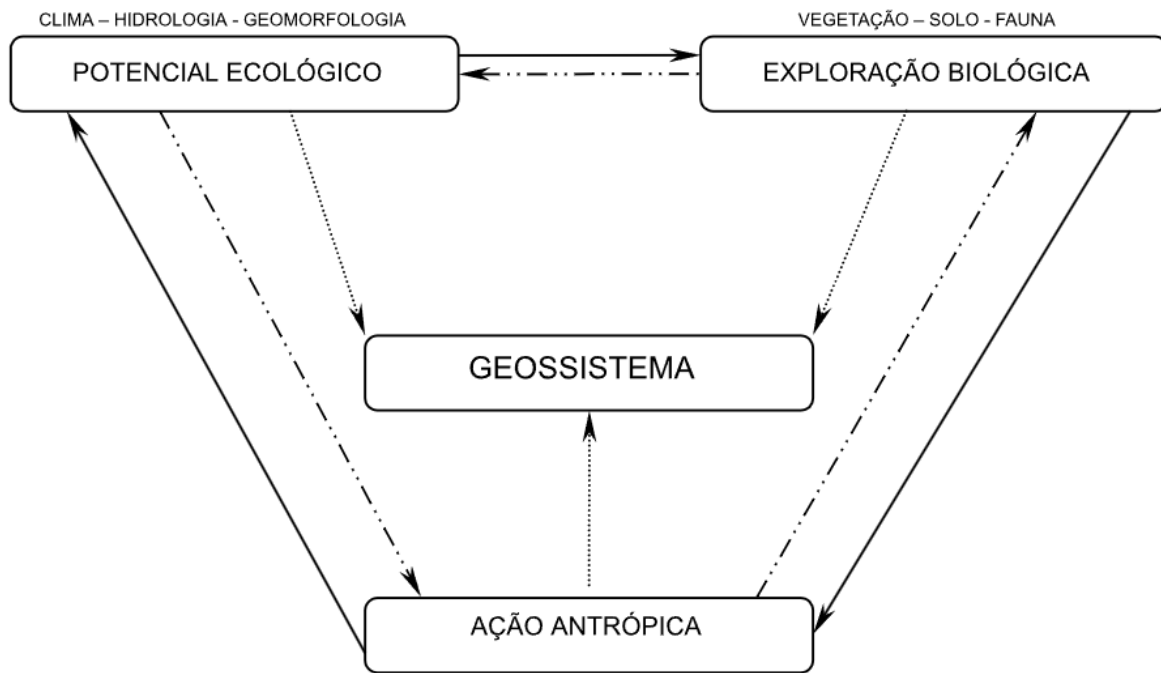 CLIMA – HIDROLOGIA - GEOMORFOLOGIA
VEGETAÇÃO – SOLO - FAUNA
POTENCIAL ECOLÓGICO
EXPLORAÇÃO BIOLÓGICA
GEOSSISTEMA
AÇÃO ANTRÓPICA